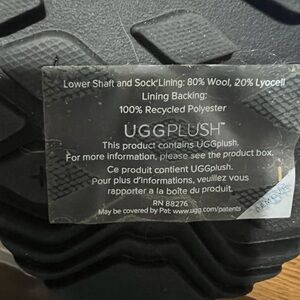 Lower Shaft and Sock Lining: 80% Wool, 20% Lyocell
Lining Backing:
100% Recycled Polyester
UGGPLUSH™
This product contains UGGplush.
For more information, please see the product box.
Ce produit contient UGGplush.
Pour plus d'informations, veuillez vous
rapporter a la boîte du produit.
RN 88276
May be covered by Pat: www.ugg.com/patents